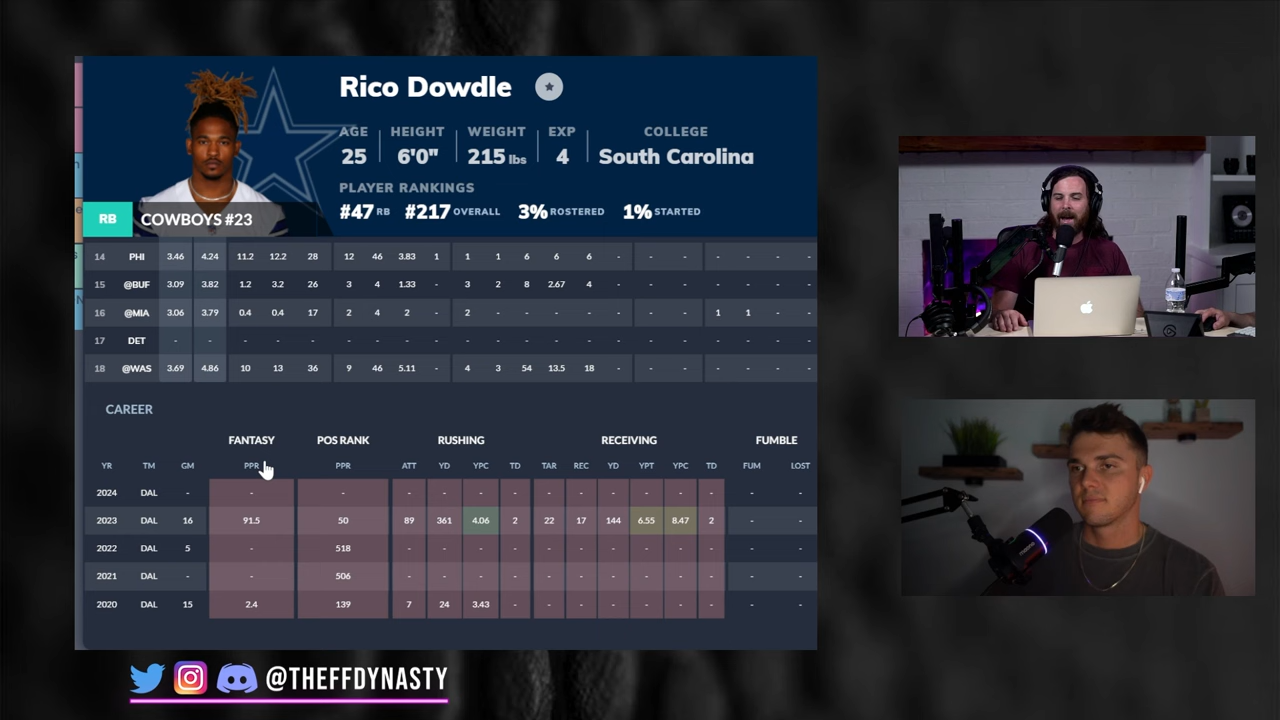 Rico Dowdle
AGE HEIGHT WEIGHT EXP COLLEGE
25 6'0" 215 lbs 4 South Carolina
PLAYER RANKINGS
#47 RB #217 OVERALL 3% ROSTERED 1% STARTED
RB COWBOYS #23
14 PHI 3.46 4.24 11.2 12.2 28 12 46 3.83 1 1 1 6 6 6 - - - - - - -
15 @BUF 3.09 3.82 1.2 3.2 26 3 4 1.33 - 3 2 8 2.67 4 - - - - - - -
16 @MIA 3.06 3.79 0.4 0.4 17 2 4 2 - 2 - - - - - - - 1 1 - -
17 DET - - - - - - - - - - - - - - - - - - - - -
18 @WAS 3.69 4.86 10 13 36 9 46 5.11 - 4 3 54 13.5 18 - - - - - - -
CAREER
FANTASY POS RANK RUSHING RECEIVING FUMBLE
YR TM GM PPR PPR ATT YD YPC TD TAR REC YD YPT YPC TD FUM LOST
2024 DAL - - - - - - - - - - - - - - -
2023 DAL 16 91.5 50 89 361 4.06 2 22 17 144 6.55 8.47 2 - -
2022 DAL 5 - 518 - - - - - - - - - - - -
2021 DAL - - 506 - - - - - - - - - - - -
2020 DAL 15 2.4 139 7 24 3.43 - - - - - - - - -
@THEFFDYNASTY